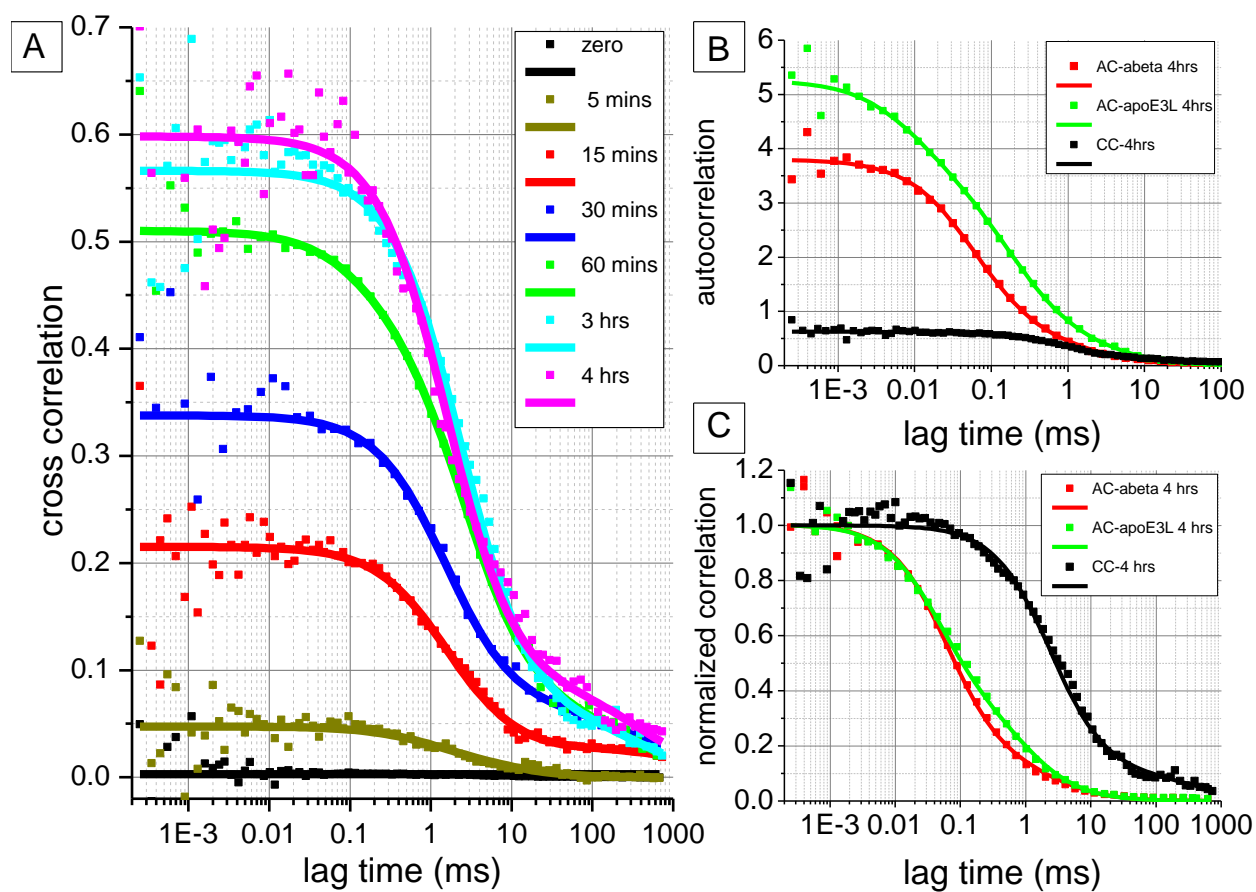 A
0.7
0.6
0.5
0.4
0.3
0.2
0.1
0.0
cross correlation
1E-3 0.01 0.1 1 10 100 1000
lag time (ms)
zero
5 mins
15 mins
30 mins
60 mins
3 hrs
4 hrs
B
6
5
4
3
2
1
0
autocorrelation
1E-3 0.01 0.1 1 10 100
lag time (ms)
AC-abeta 4hrs
AC-apoE3L 4hrs
CC-4hrs
C
1.2
1.0
0.8
0.6
0.4
0.2
0.0
normalized correlation
1E-3 0.01 0.1 1 10 100 1000
lag time (ms)
AC-abeta 4 hrs
AC-apoE3L 4 hrs
CC-4 hrs